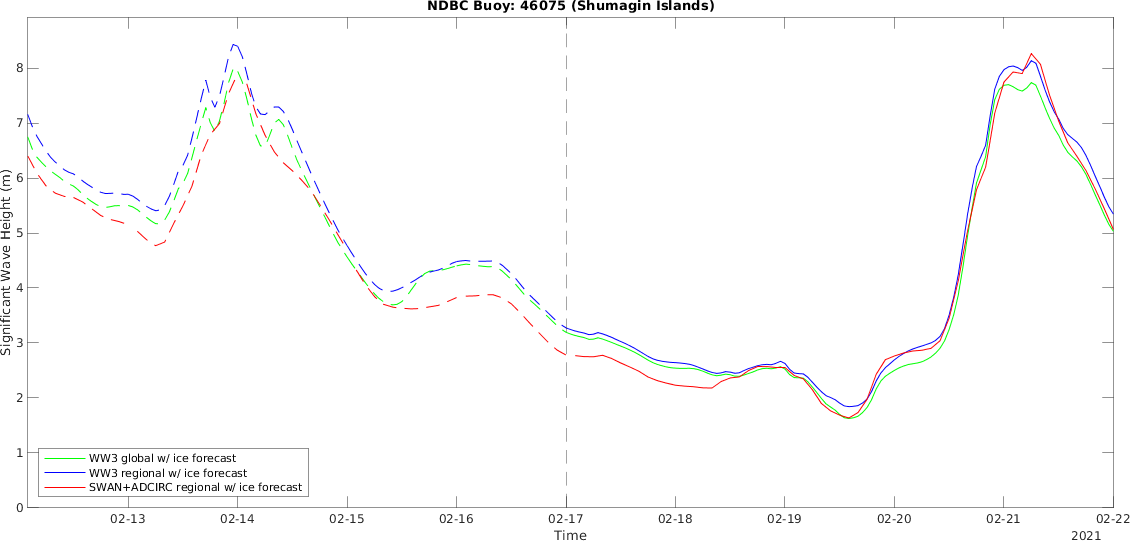 NDBC Buoy: 46075 (Shumagin Islands)
Significant Wave Height (m)
8
7
6
5
4
3
2
1
0
WW3 global w/ ice forecast
WW3 regional w/ ice forecast
SWAN+ADCIRC regional w/ ice forecast
02-13 02-14 02-15 02-16 02-17 02-18 02-19 02-20 02-21 02-22
Time
2021